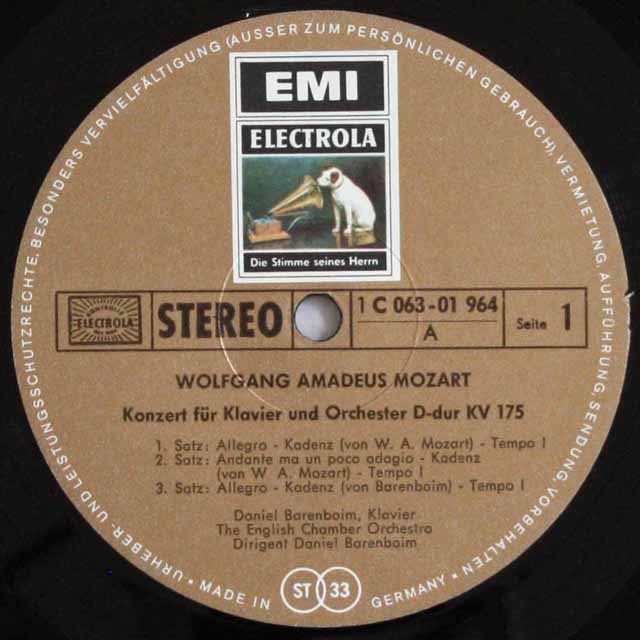 URHEBER- UND LEISTUNGSSCHUTZRECHTE, BESONDERS VERVIELFÄLTIGUNG (AUSSER ZUM PERSÖNLICHEN GEBRAUCH), VERMIETUNG, AUFFÜHRUNG, SENDUNG, VORBEHALTEN •
EMI
ELECTROLA
Die Stimme seines Herrn
ELECTROLA
STEREO
1 C 063-01 964
A
Seite 1
WOLFGANG AMADEUS MOZART
Konzert für Klavier und Orchester D-dur KV 175
1. Satz: Allegro - Kadenz (von W. A. Mozart) - Tempo I
2. Satz: Andante ma un poco adagio - Kadenz
(von W. A. Mozart) - Tempo I
3. Satz: Allegro - Kadenz (von Barenboim) - Tempo I
Daniel Barenboim, Klavier
The English Chamber Orchestra
Dirigent Daniel Barenboim
• MADE IN
ST 33
GERMANY •